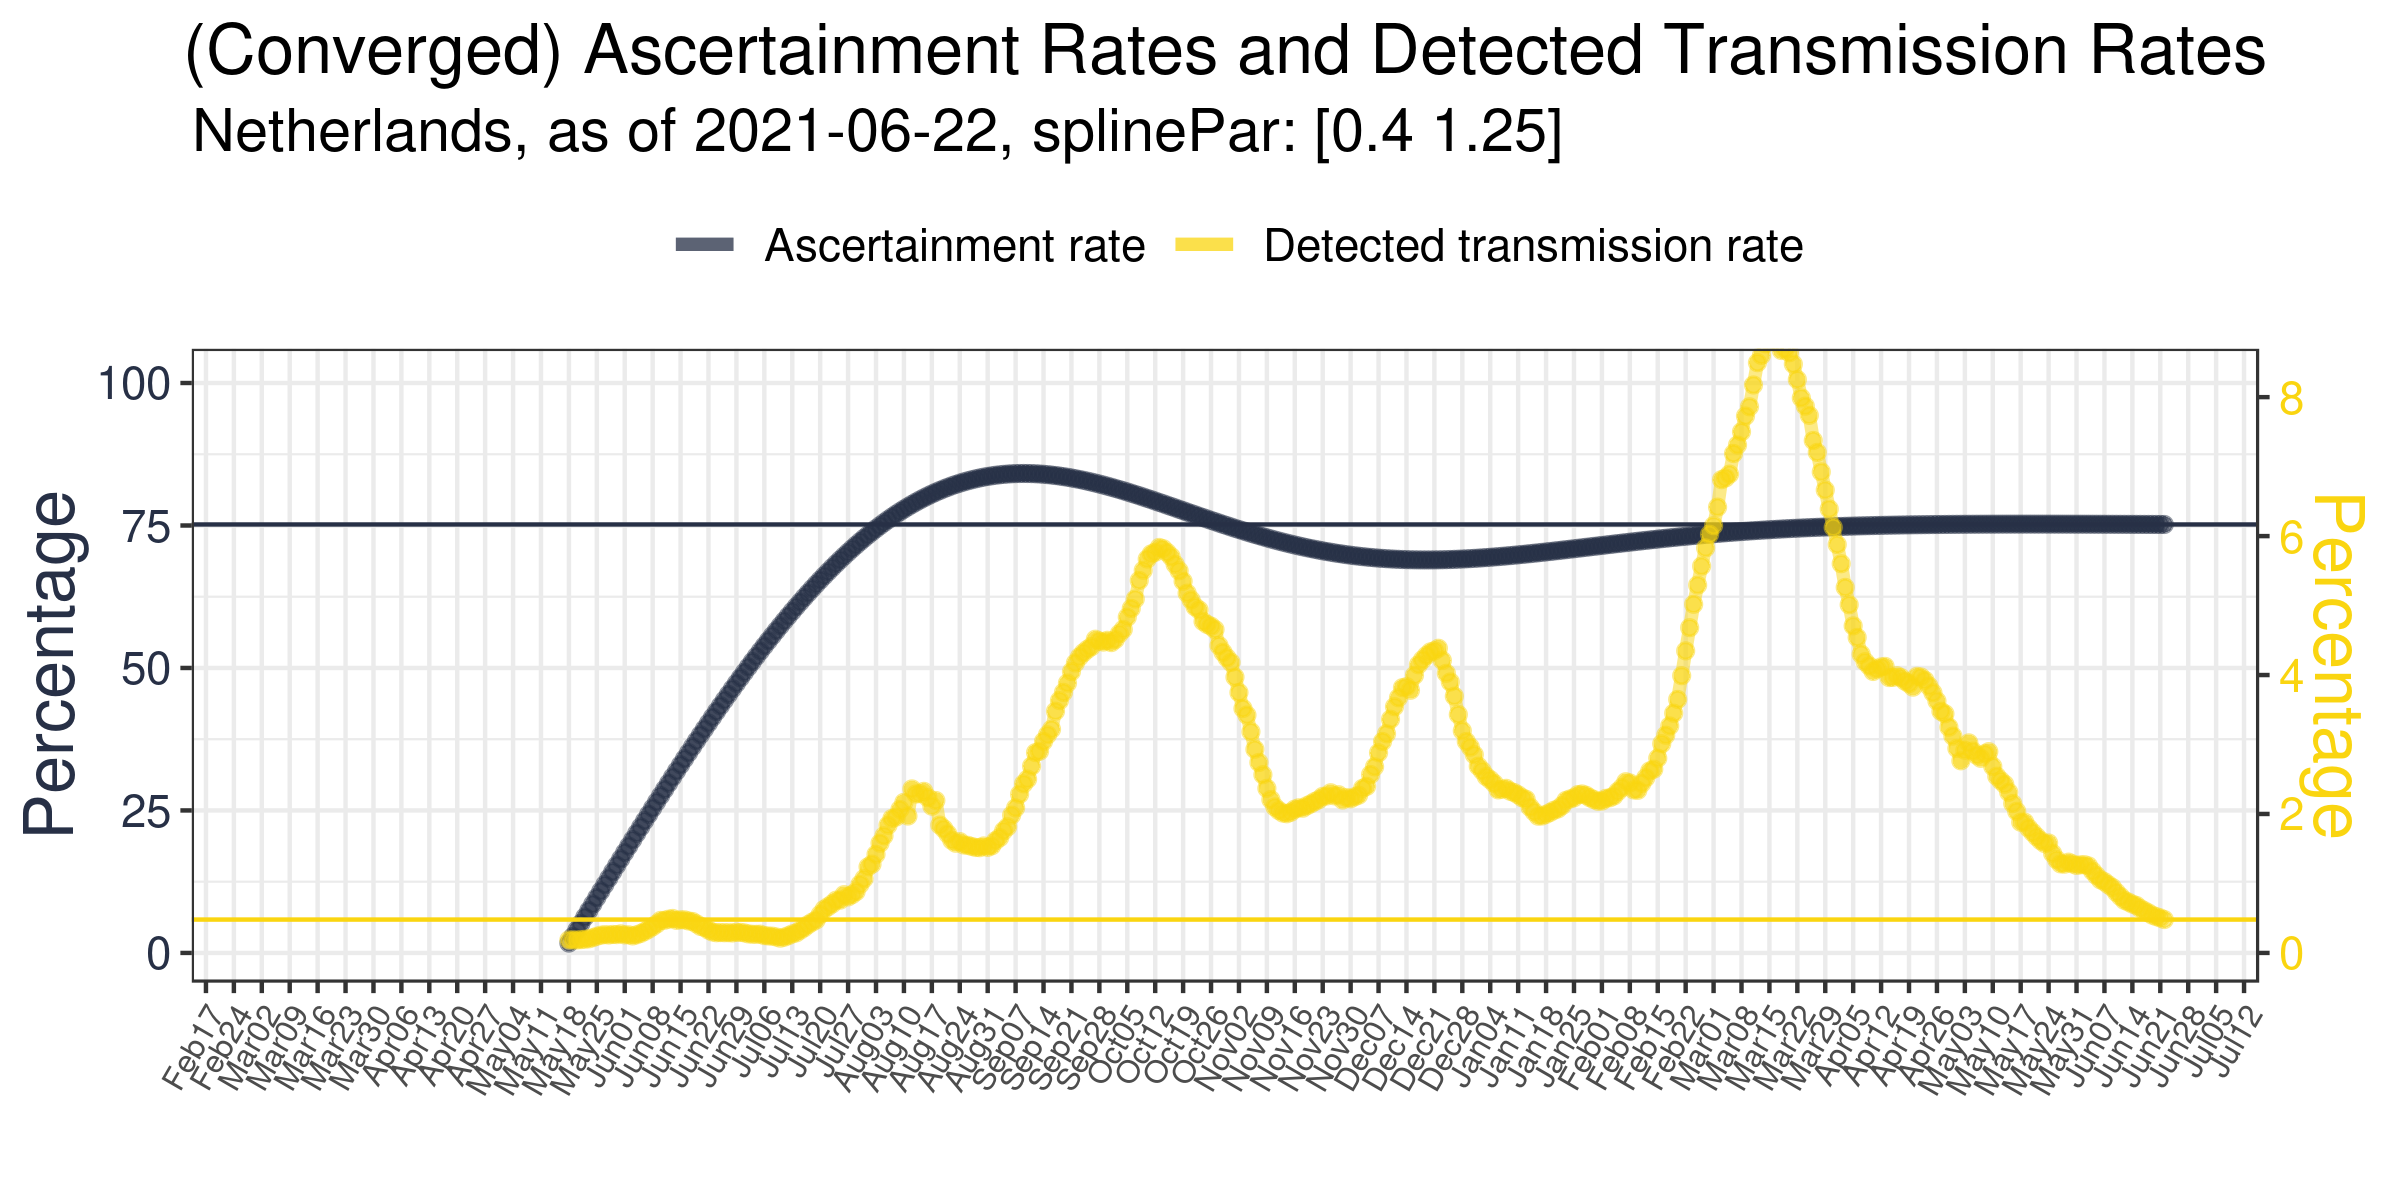 (Converged) Ascertainment Rates and Detected Transmission Rates
Netherlands, as of 2021-06-22, splinePar: [0.4 1.25]
Ascertainment rate
Detected transmission rate
Percentage
100
75
50
25
0
8
6
4
2
0
Percentage
Feb17
Feb24
Mar02
Mar09
Mar16
Mar23
Mar30
Apr06
Apr13
Apr20
Apr27
May04
May11
May18
May25
Jun01
Jun08
Jun15
Jun22
Jun29
Jul06
Jul13
Jul20
Jul27
Aug03
Aug10
Aug17
Aug24
Aug31
Sep07
Sep14
Sep21
Sep28
Oct05
Oct12
Oct19
Oct26
Nov02
Nov09
Nov16
Nov23
Nov30
Dec07
Dec14
Dec21
Dec28
Jan04
Jan11
Jan18
Jan25
Feb01
Feb08
Feb15
Feb22
Mar01
Mar08
Mar15
Mar22
Mar29
Apr05
Apr12
Apr19
Apr26
May03
May10
May17
May24
May31
Jun07
Jun14
Jun21
Jun28
Jul05
Jul12